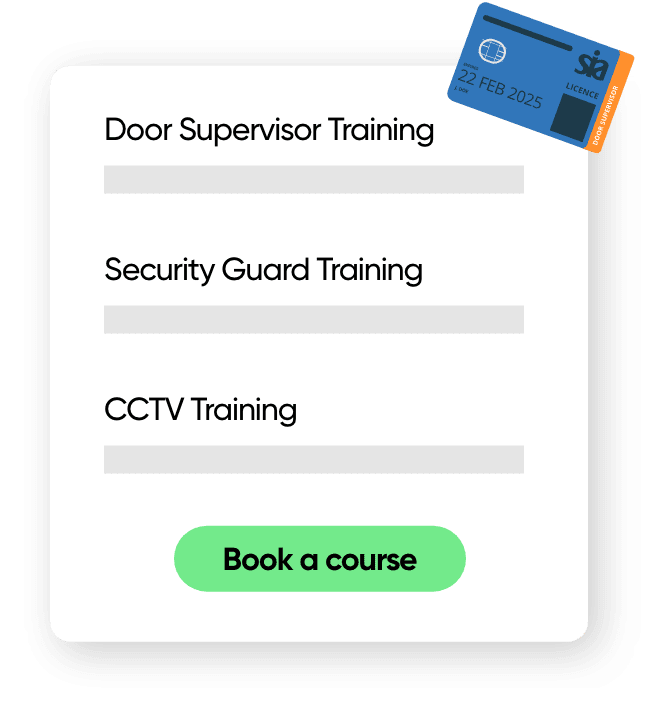 sia
EXPIRES
22 FEB 2025
LICENCE
DOOR SUPERVISOR
Door Supervisor Training
Security Guard Training
CCTV Training
Book a course